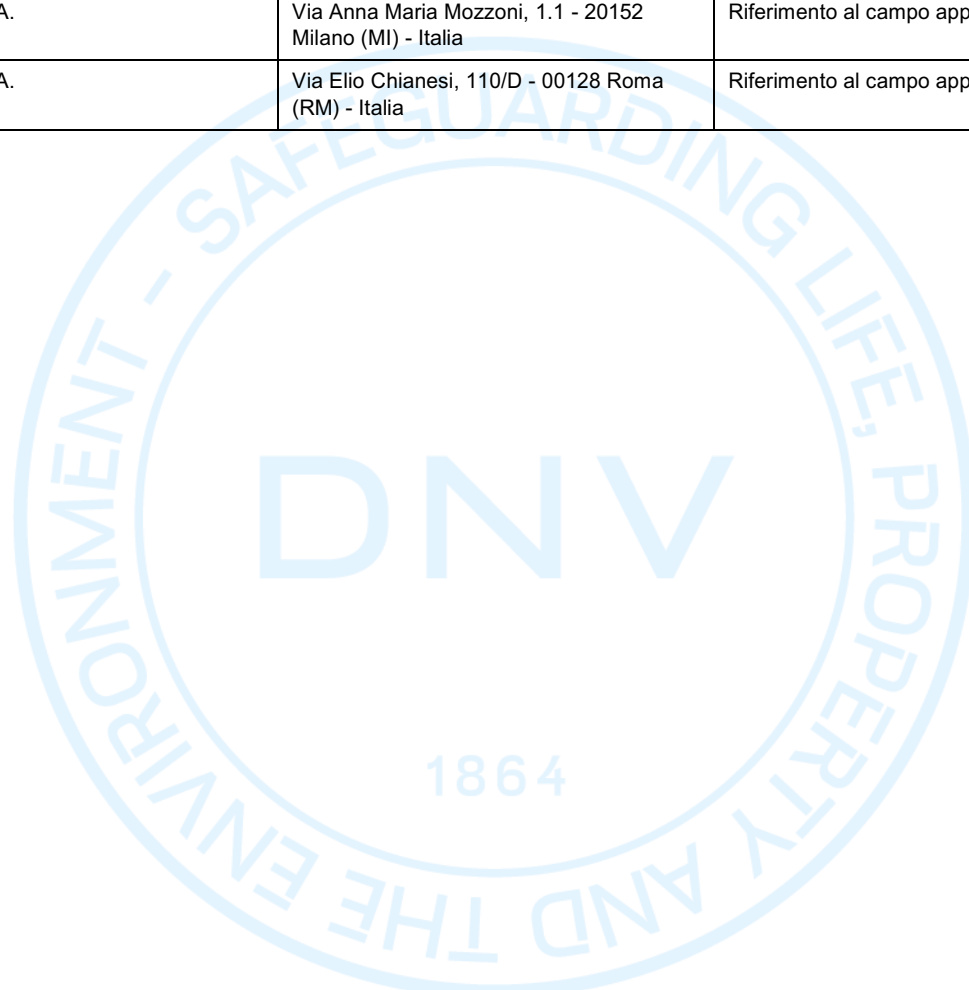 A.
Via Anna Maria Mozzoni, 1.1 - 20152
Milano (MI) - Italia
Riferimento al campo app
A.
Via Elio Chianesi, 110/D - 00128 Roma
(RM) - Italia
Riferimento al campo app
SAFEGUARDING LIFE, PROPERTY AND THE ENVIRONMENT -
DNV
1864